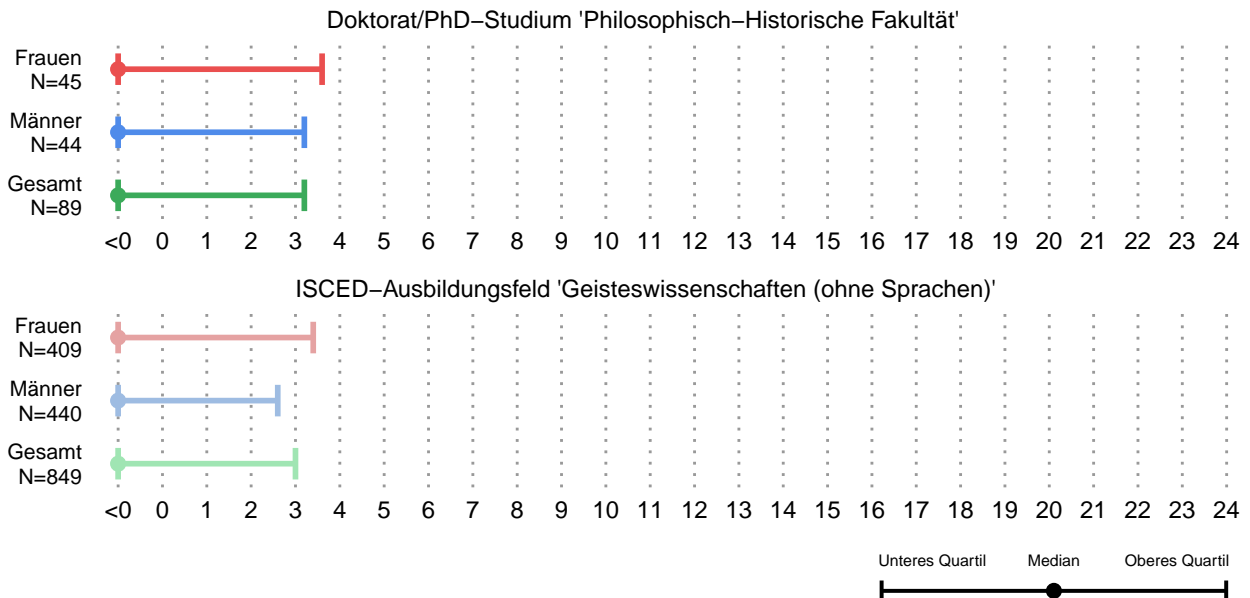 Doktorat/PhD−Studium 'Philosophisch−Historische Fakultät'
Frauen
N=45
Männer
N=44
Gesamt
N=89
<0 0 1 2 3 4 5 6 7 8 9 10 11 12 13 14 15 16 17 18 19 20 21 22 23 24
ISCED−Ausbildungsfeld 'Geisteswissenschaften (ohne Sprachen)'
Frauen
N=409
Männer
N=440
Gesamt
N=849
<0 0 1 2 3 4 5 6 7 8 9 10 11 12 13 14 15 16 17 18 19 20 21 22 23 24
Unteres Quartil Median Oberes Quartil